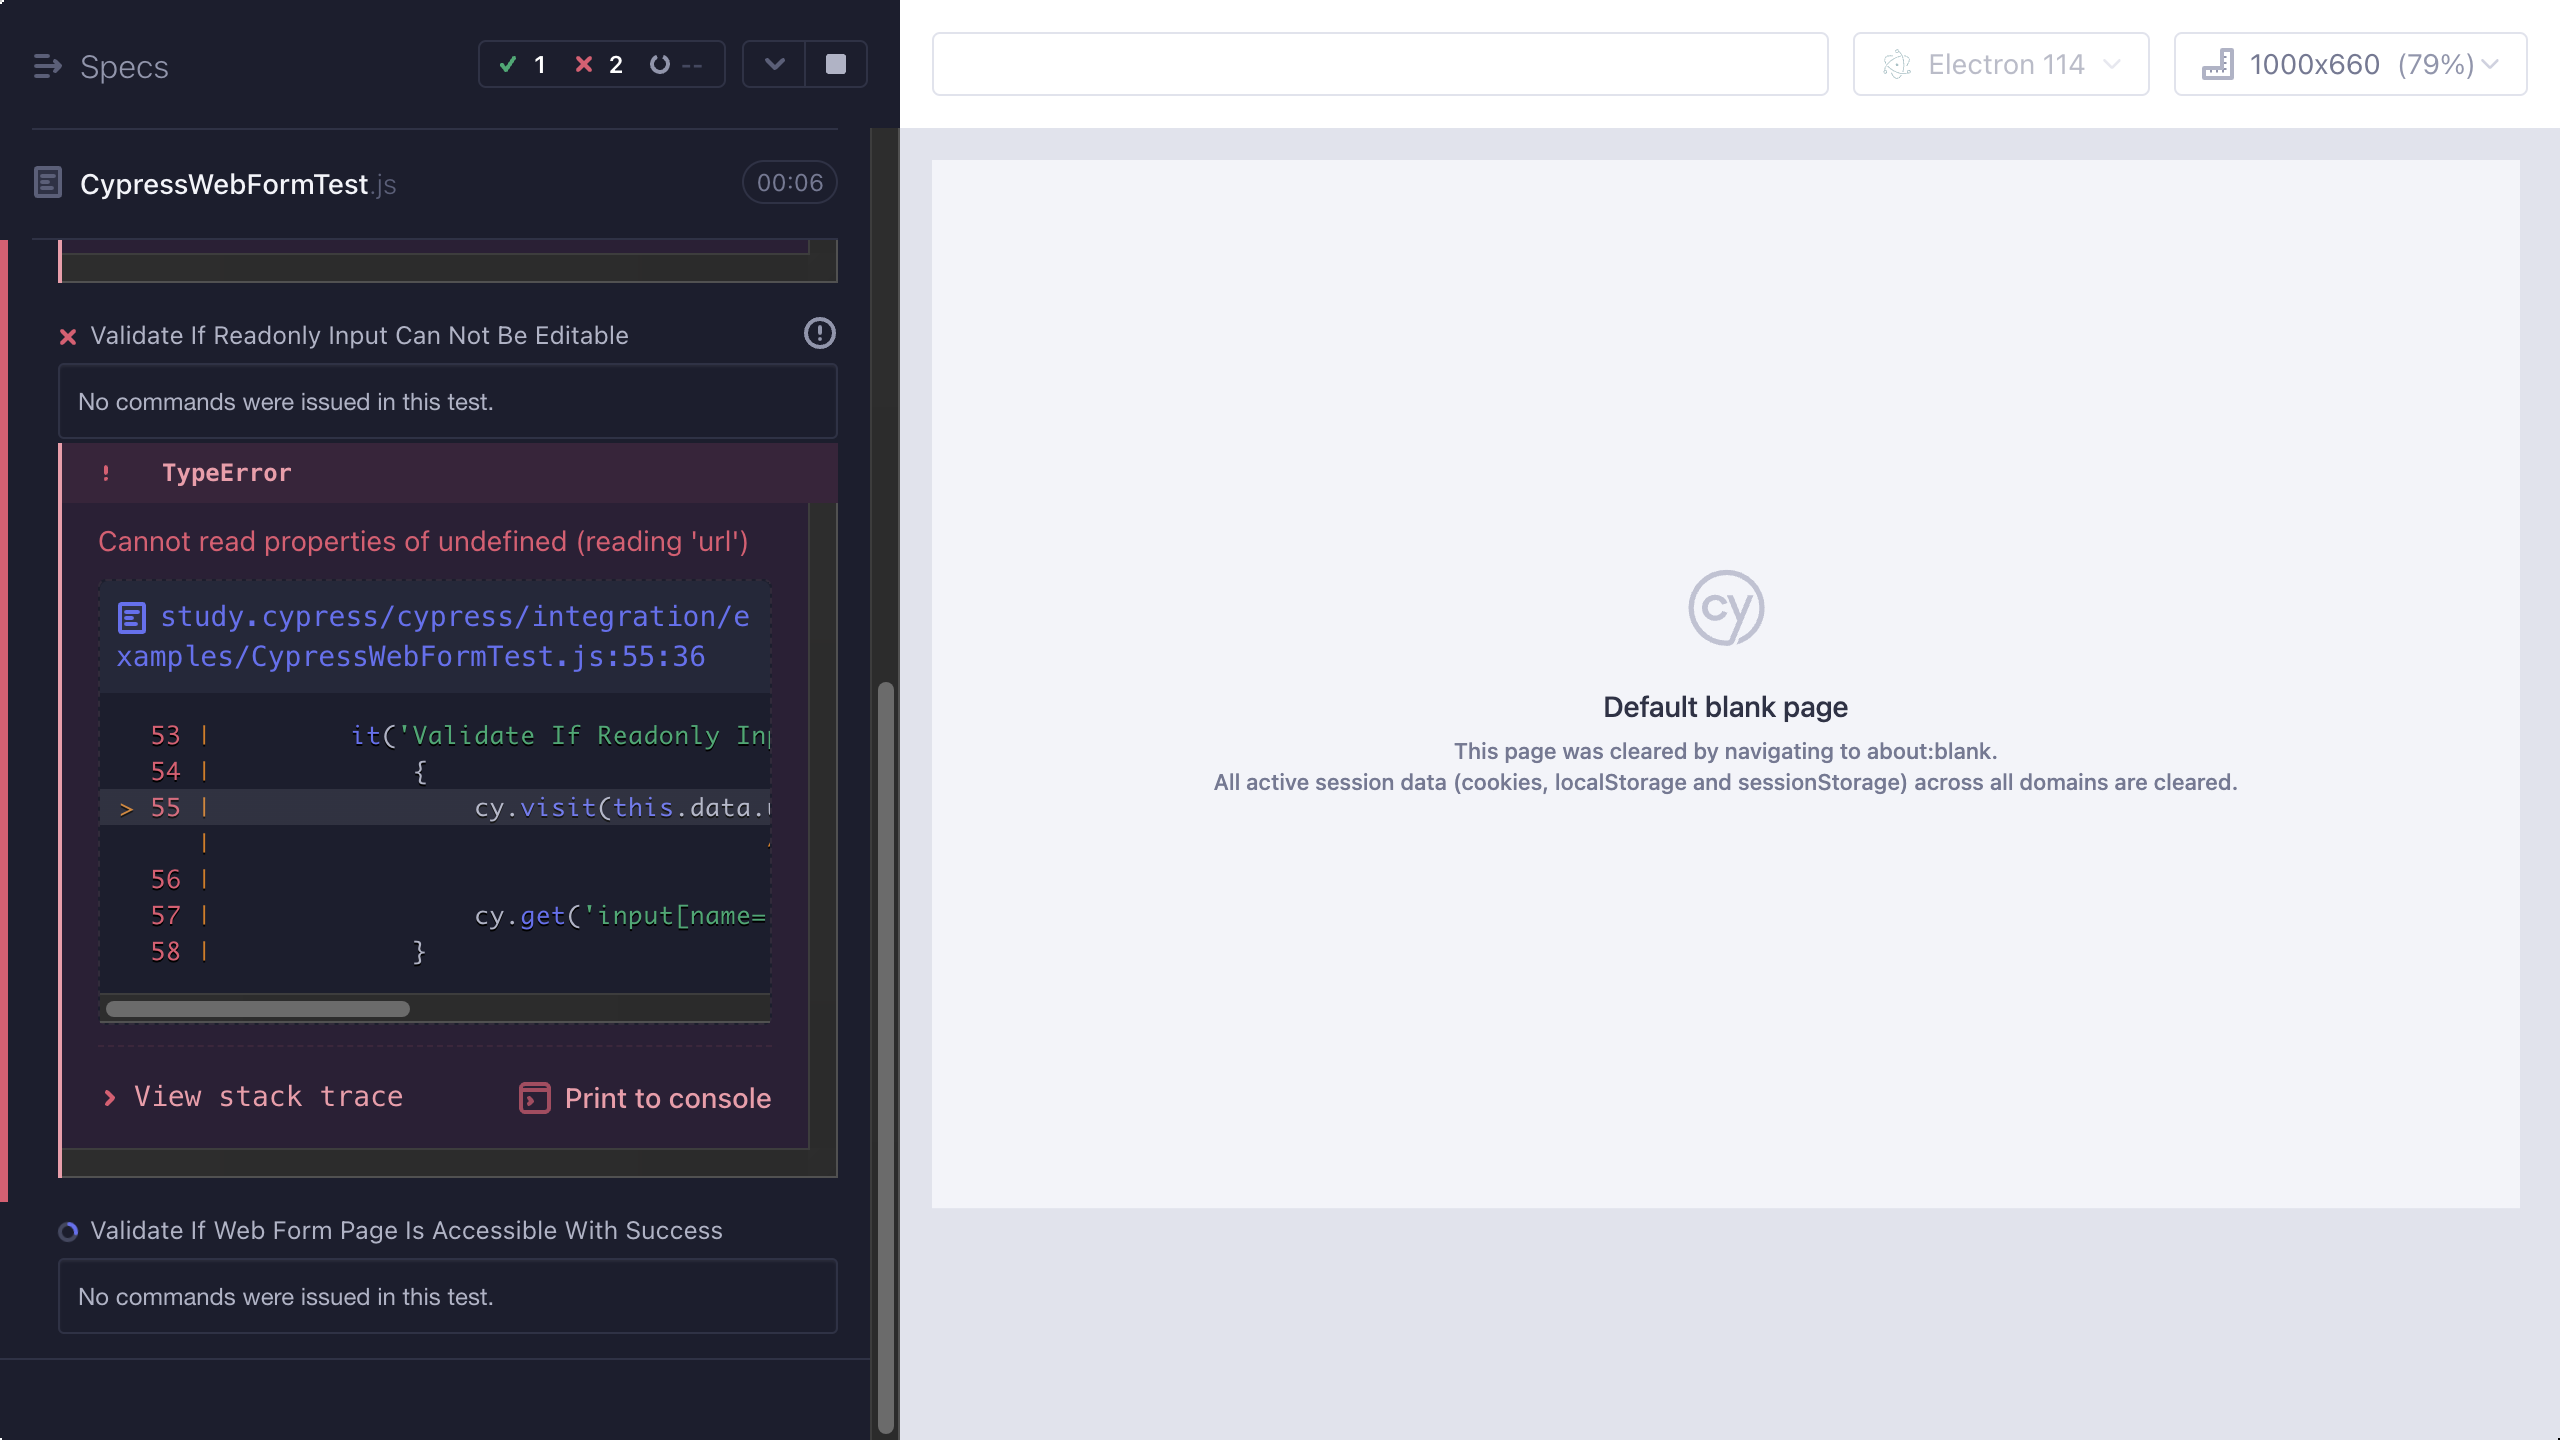 Specs
1
2
--
CypressWebFormTest.js
00:06
Validate If Readonly Input Can Not Be Editable
No commands were issued in this test.
! TypeError
Cannot read properties of undefined (reading 'url')
study.cypress/cypress/integration/e
xamples/CypressWebFormTest.js:55:36
53 | it('Validate If Readonly Inp
54 | {
> 55 | cy.visit(this.data.u
|
56 |
57 | cy.get('input[name=
58 | }
View stack trace
Print to console
Validate If Web Form Page Is Accessible With Success
No commands were issued in this test.
Electron 114
1000x660 (79%)
cy
Default blank page
This page was cleared by navigating to about:blank.
All active session data (cookies, localStorage and sessionStorage) across all domains are cleared.